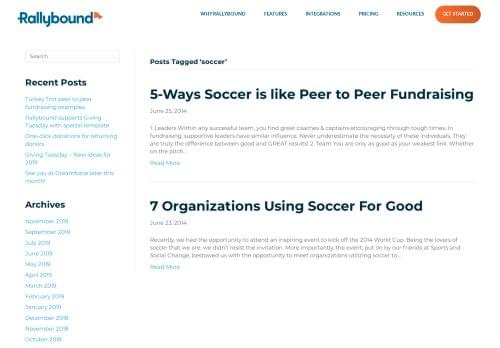 Rallybound
WHY RALLYBOUND
FEATURES
INTEGRATIONS
PRICING
RESOURCES
GET STARTED
Search
Recent Posts
Turkey Trot peer to peer
fundraising examples
Rallybound supports Giving
Tuesday with special template
One-click donations for returning
donors
Giving Tuesday – New ideas for
2019
See you at Dreamforce later this
month!
Archives
November 2019
September 2019
July 2019
June 2019
May 2019
April 2019
March 2019
February 2019
January 2019
December 2018
November 2018
October 2018
Posts Tagged ‘soccer’
5-Ways Soccer is like Peer to Peer Fundraising
June 25, 2014
1. Leaders Within any successful team, you find great coaches & captains encouraging through tough times. In
fundraising, supportive leaders have similar influence. Never underestimate the necessity of these individuals. They
are truly the difference between good and GREAT results! 2. Team You are only as good as your weakest link. Whether
on the pitch...
Read More
7 Organizations Using Soccer For Good
June 23, 2014
Recently, we had the opportunity to attend an inspiring event to kick off the 2014 World Cup. Being the lovers of
soccer that we are, we didn't resist the invitation. More importantly, the event, put on by our friends at Sports and
Social Change, bestowed us with the opportunity to meet organizations utilizing soccer to...
Read More